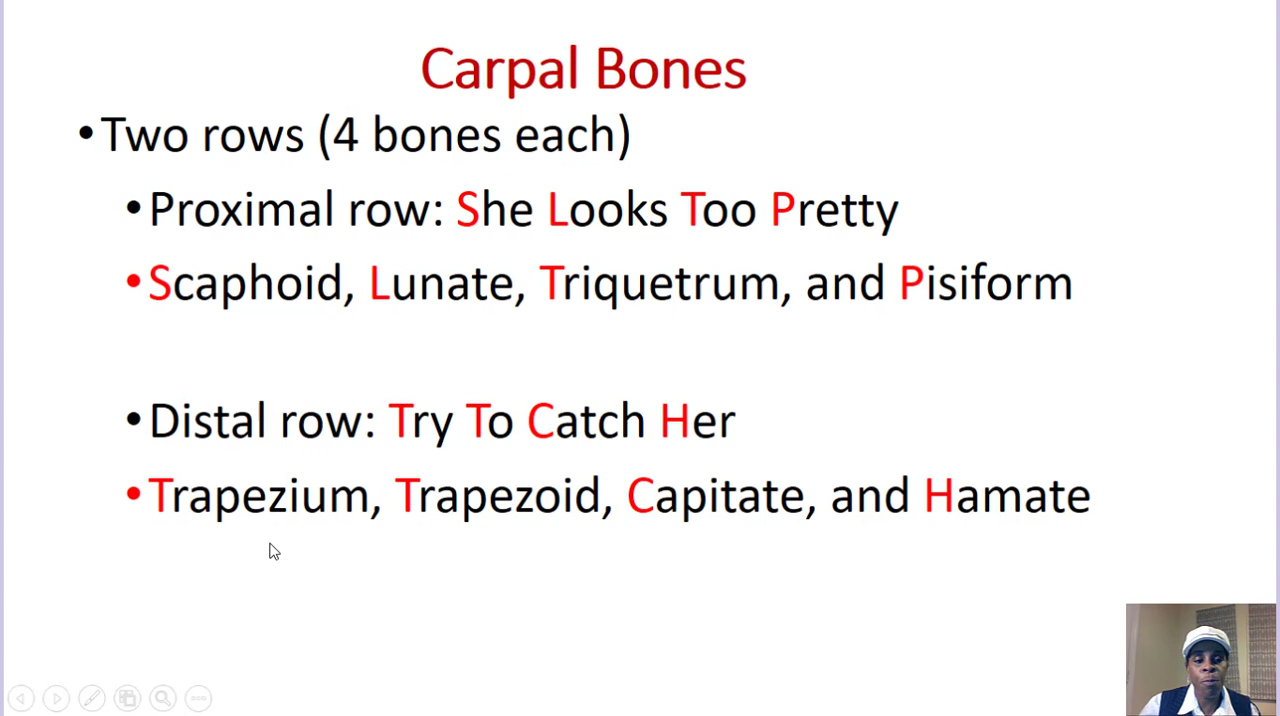 Carpal Bones
•Two rows (4 bones each)
•Proximal row: She Looks Too Pretty
•Scaphoid, Lunate, Triquetrum, and Pisiform
•Distal row: Try To Catch Her
•Trapezium, Trapezoid, Capitate, and Hamate